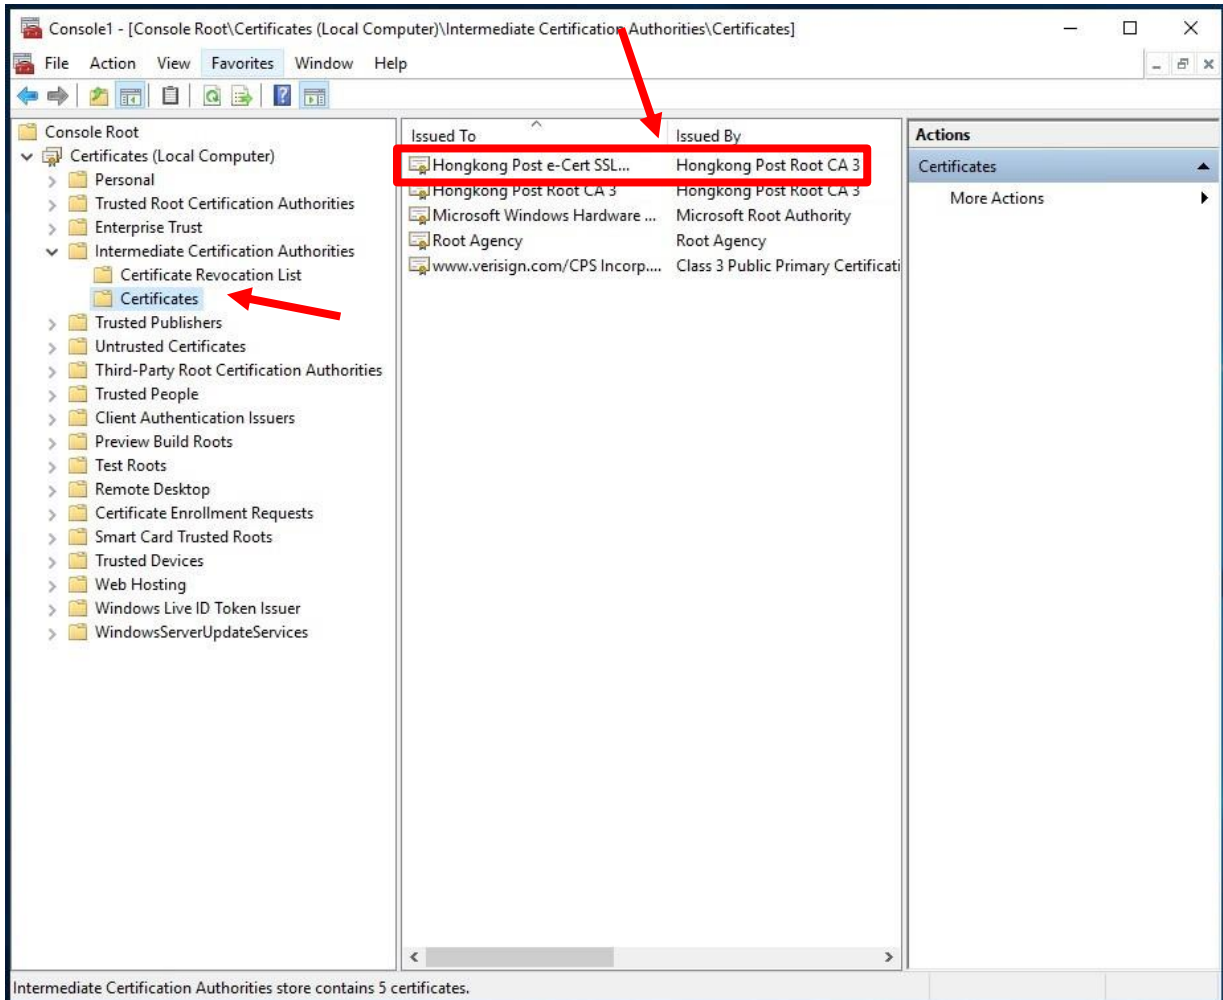 Console1 - [Console Root\Certificates (Local Computer)\Intermediate Certification Authorities\Certificates]
File Action View Favorites Window Help
Console Root
Certificates (Local Computer)
Personal
Trusted Root Certification Authorities
Enterprise Trust
Intermediate Certification Authorities
Certificate Revocation List
Certificates
Trusted Publishers
Untrusted Certificates
Third-Party Root Certification Authorities
Trusted People
Client Authentication Issuers
Preview Build Roots
Test Roots
Remote Desktop
Certificate Enrollment Requests
Smart Card Trusted Roots
Trusted Devices
Web Hosting
Windows Live ID Token Issuer
WindowsServerUpdateServices
Issued To Issued By
Hongkong Post e-Cert SSL... Hongkong Post Root CA 3
Hongkong Post Root CA 3 Hongkong Post Root CA 3
Microsoft Windows Hardware ... Microsoft Root Authority
Root Agency Root Agency
www.verisign.com/CPS Incorp.... Class 3 Public Primary Certificati
Actions
Certificates
More Actions
Intermediate Certification Authorities store contains 5 certificates.